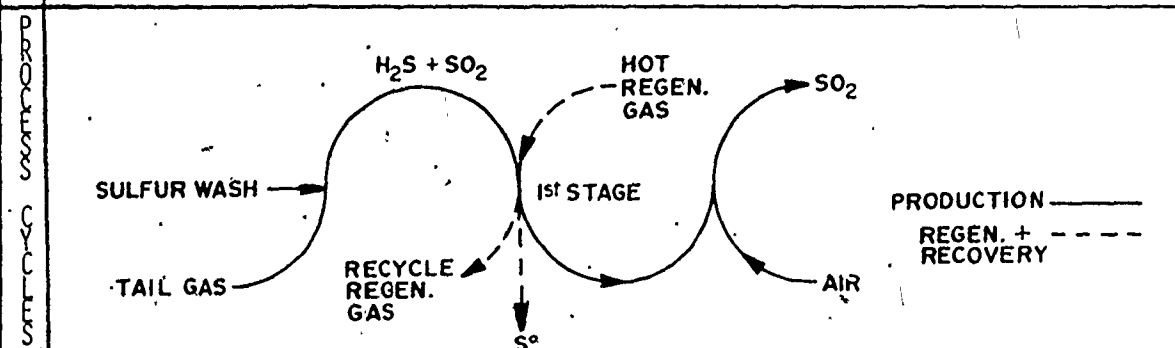 PROCESS CYCLES
H₂S + SO₂
HOT
REGEN.
GAS
SO₂
SULFUR WASH
1st STAGE
PRODUCTION
REGEN. +
RECOVERY
TAIL GAS
RECYCLE
REGEN.
GAS
AIR
S°